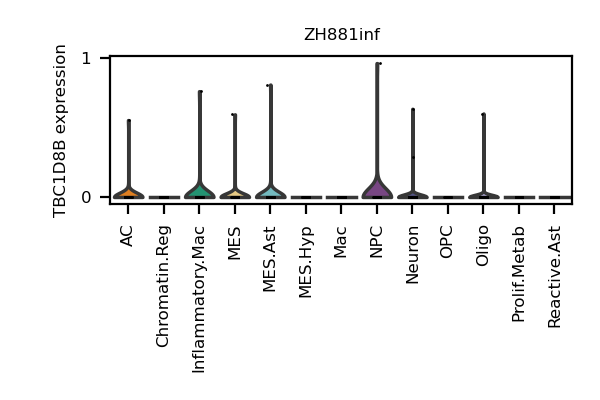 ZH881inf
TBC1D8B expression
1
0
AC
Chromatin.Reg
Inflammatory.Mac
MES
MES.Ast
MES.Hyp
Mac
NPC
Neuron
OPC
Oligo
Prolif.Metab
Reactive.Ast